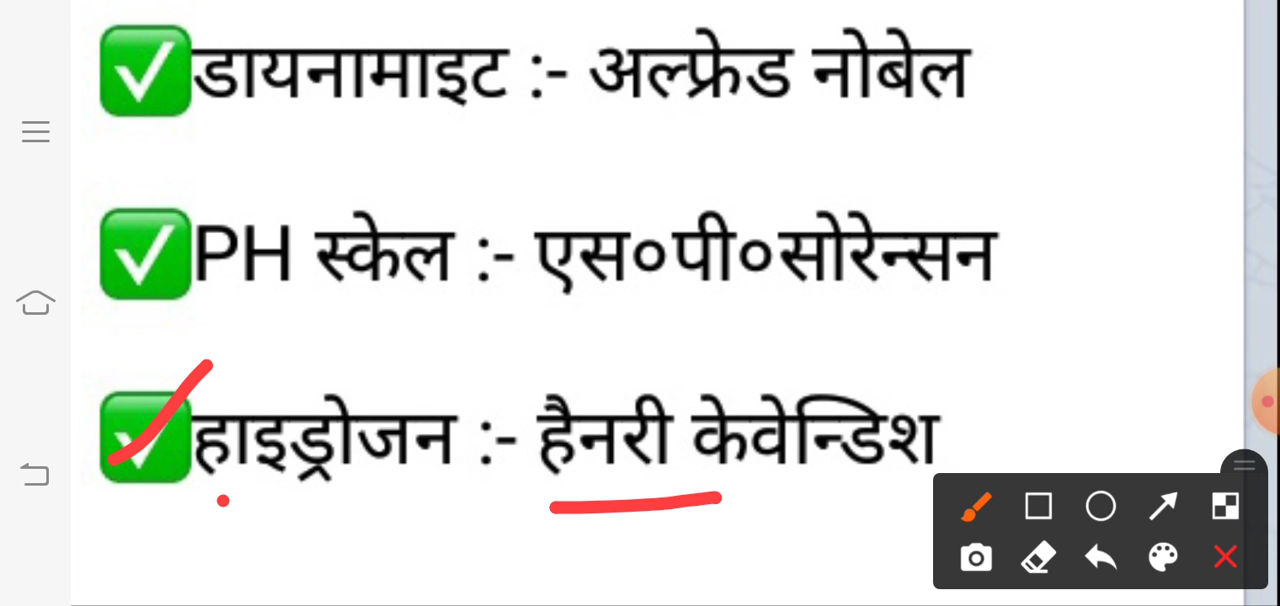 ✅डायनामाइट :- अल्फ्रेड नोबेल
✅PH स्केल :- एस०पी०सोरेन्सन
✅हाइड्रोजन :- हैनरी केवेन्डिश